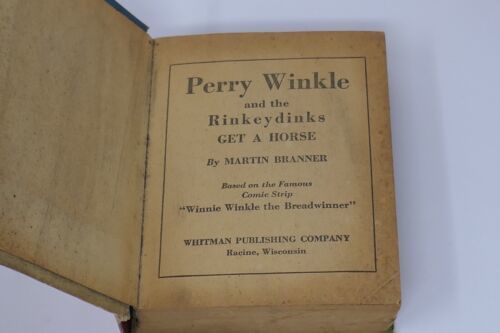 Perry Winkle
and the
Rinkeydinks
GET A HORSE
By MARTIN BRANNER
Based on the Famous
Comic Strip
"Winnie Winkle the Breadwinner"
WHITMAN PUBLISHING COMPANY
Racine, Wisconsin